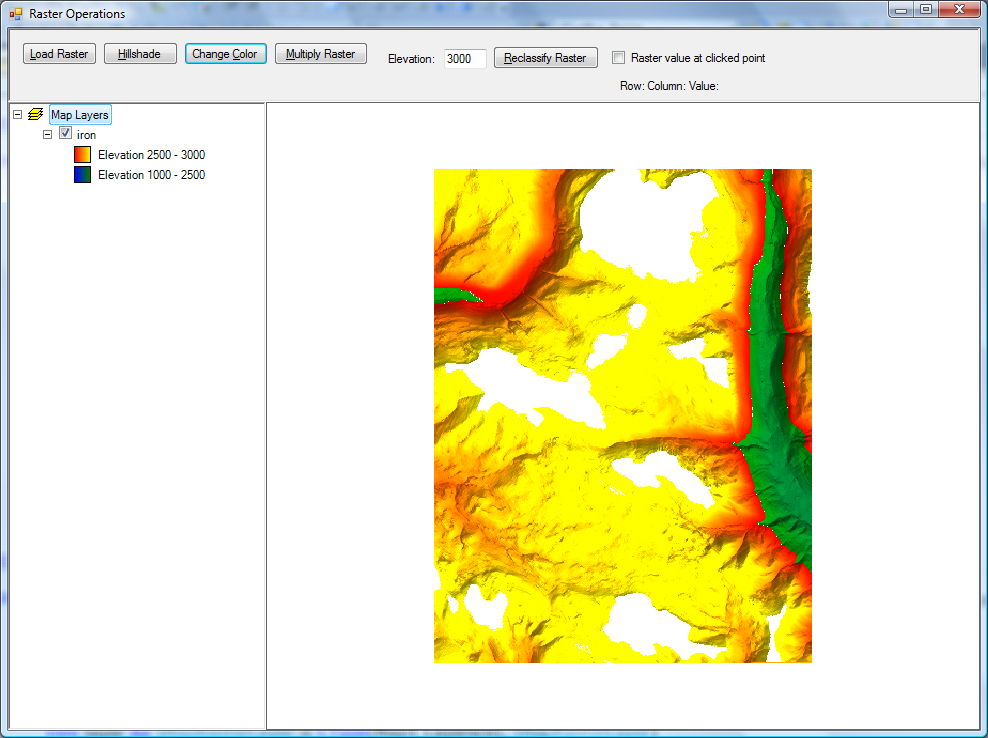 Raster Operations
Load Raster Hillshade Change Color Multiply Raster Elevation: 3000 Reclassify Raster Raster value at clicked point
Row: Column: Value:
Map Layers
iron
Elevation 2500 - 3000
Elevation 1000 - 2500